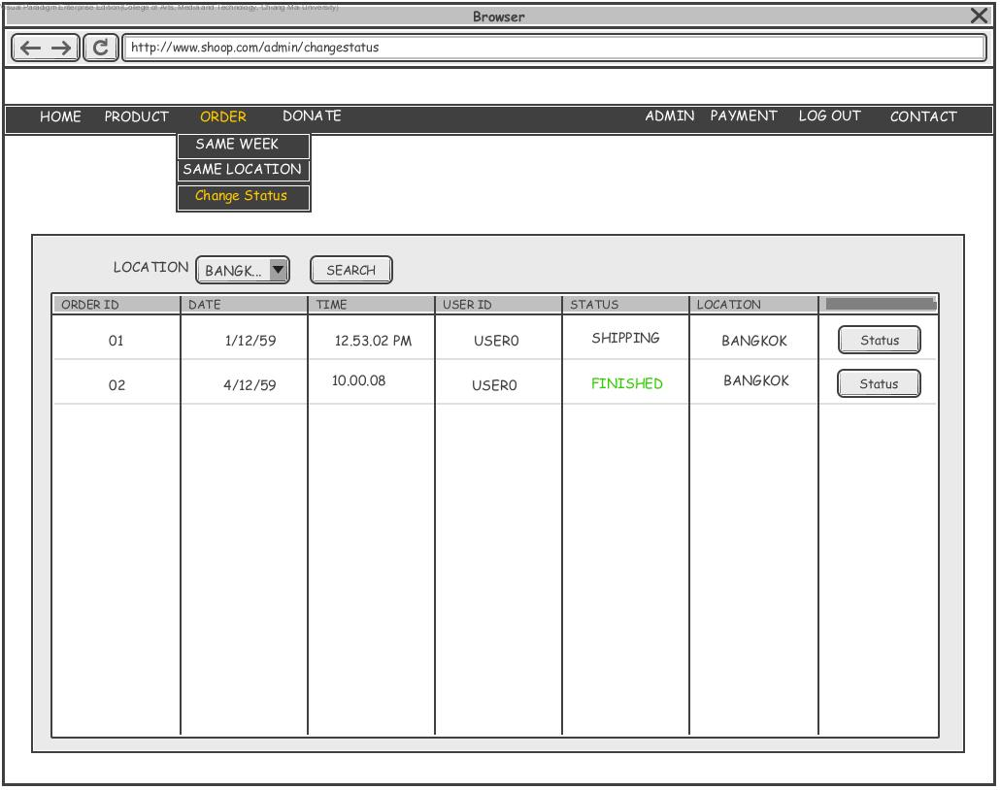 Visual Paradigm Enterprise Edition(College of Arts, Media and Technology, Chiang Mai University)
Browser
http://www.shoop.com/admin/changestatus
HOME PRODUCT ORDER DONATE ADMIN PAYMENT LOG OUT CONTACT
SAME WEEK
SAME LOCATION
Change Status
LOCATION BANGK... SEARCH
ORDER ID DATE TIME USER ID STATUS LOCATION
01 1/12/59 12.53.02 PM USER0 SHIPPING BANGKOK Status
02 4/12/59 10.00.08 USER0 FINISHED BANGKOK Status